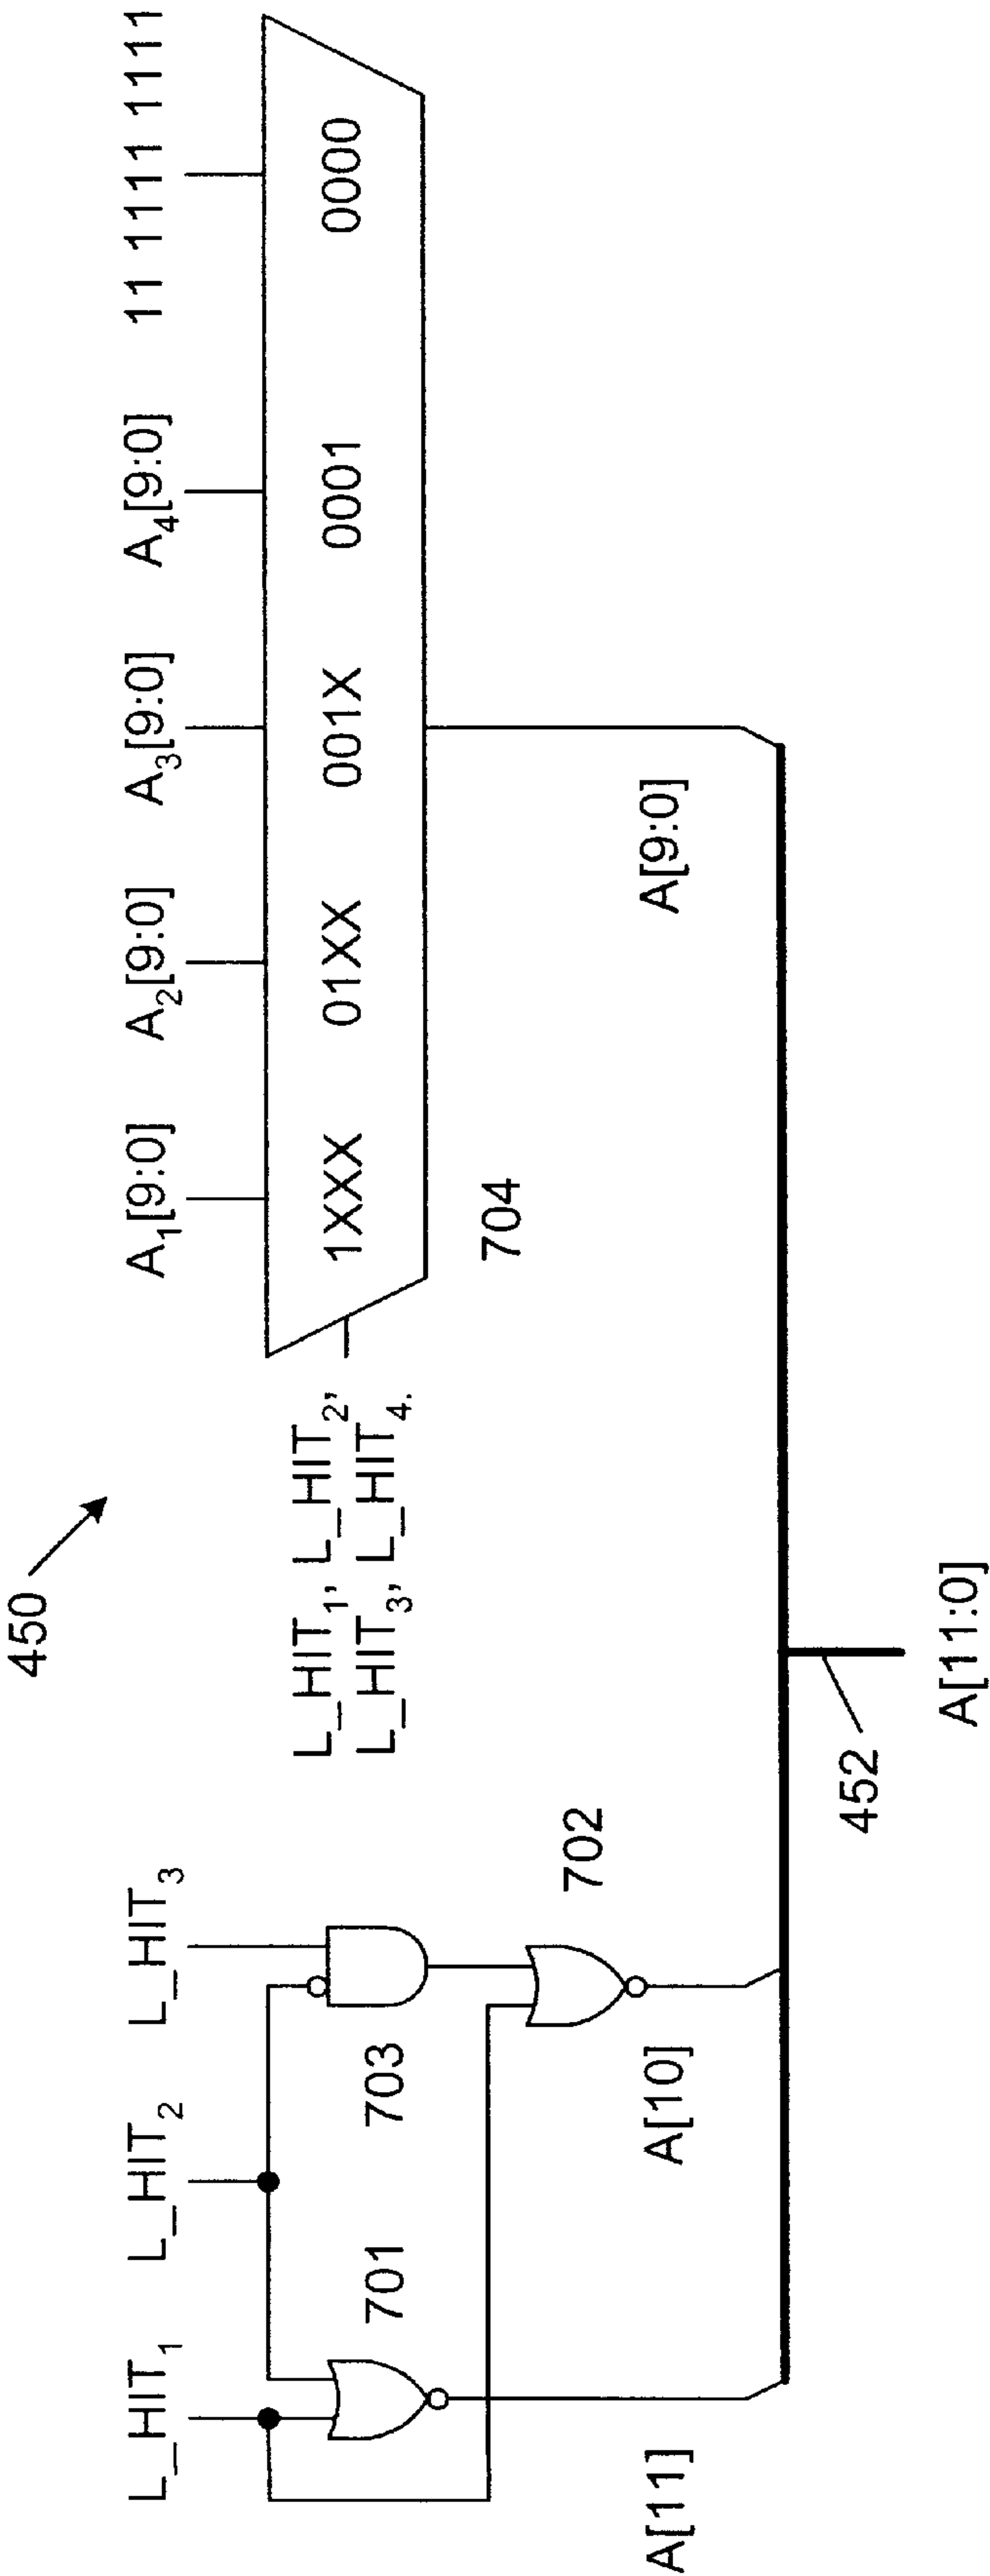 450
L_HIT1 L_HIT2 L_HIT3
A1[9:0] A2[9:0] A3[9:0] A4[9:0] 11 1111 1111
L_HIT1, L_HIT2,
L_HIT3, L_HIT4.
1XXX 01XX 001X 0001 0000
701 703
704
702
A[11] A[10] A[9:0]
452
A[11:0]